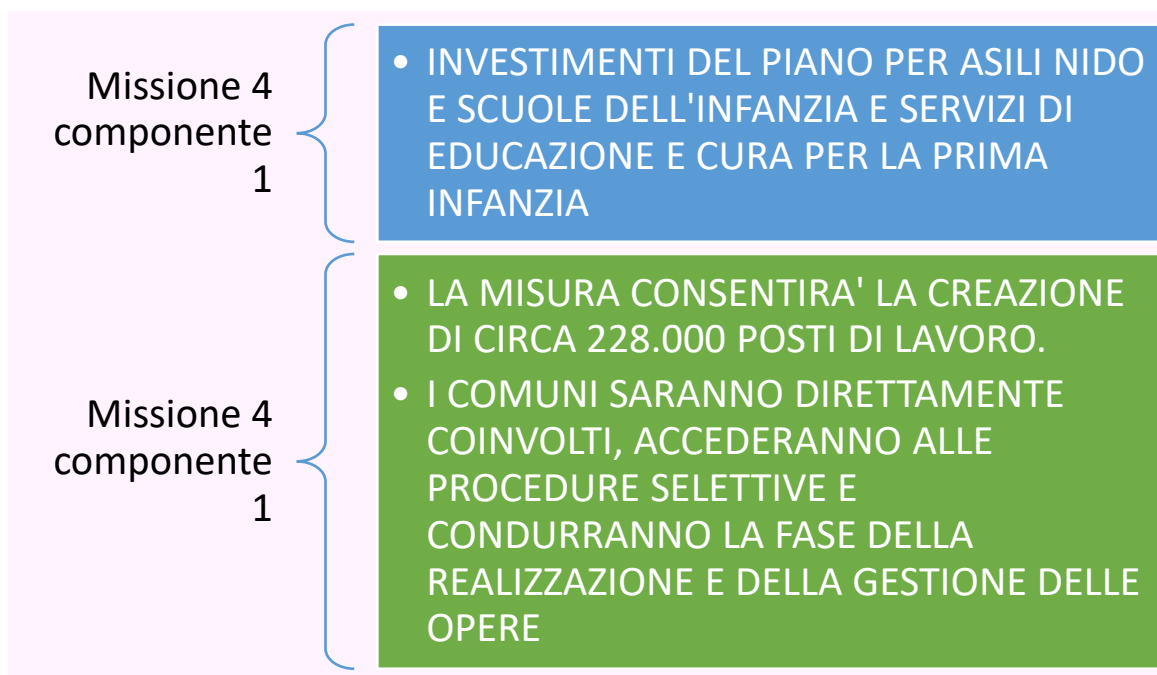 Missione 4
componente
1
• INVESTIMENTI DEL PIANO PER ASILI NIDO
E SCUOLE DELL'INFANZIA E SERVIZI DI
EDUCAZIONE E CURA PER LA PRIMA
INFANZIA
Missione 4
componente
1
• LA MISURA CONSENTIRA' LA CREAZIONE
DI CIRCA 228.000 POSTI DI LAVORO.
• I COMUNI SARANNO DIRETTAMENTE
COINVOLTI, ACCEDERANNO ALLE
PROCEDURE SELETTIVE E
CONDURRANNO LA FASE DELLA
REALIZZAZIONE E DELLA GESTIONE DELLE
OPERE